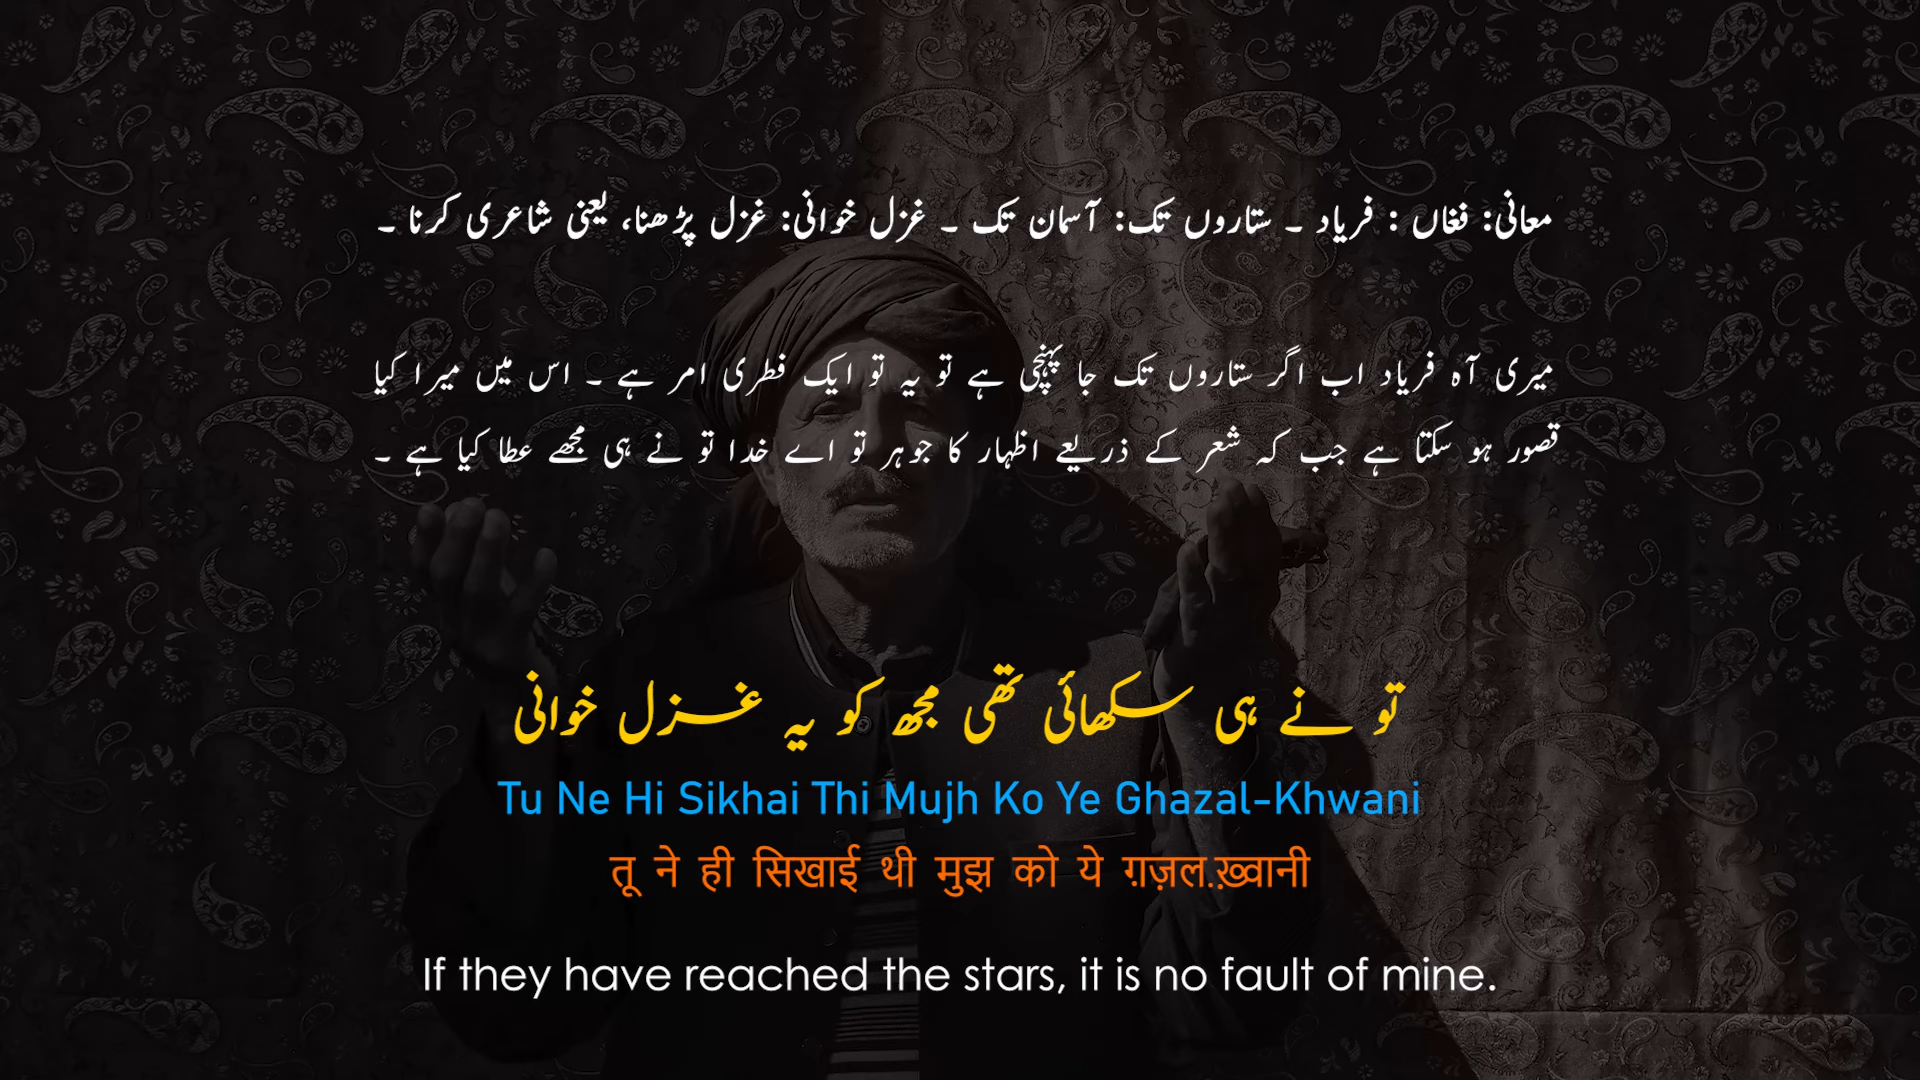 معانی: فغاں : فریاد ۔ ستاروں تک: آسمان تک ۔ غزل خوانی: غزل پڑھنا، یعنی شاعری کرنا ۔
میری آہ فریاد اب اگر ستاروں تک جا پہنچی ہے تو یہ تو ایک فطری امر ہے ۔ اس میں میرا کیا
قصور ہو سکتا ہے جب کہ شعر کے ذریعے اظہار کا جوہر تو اے خدا تو نے ہی مجھے عطا کیا ہے ۔
تو نے ہی سکھائی تھی مجھ کو یہ غزل خوانی
Tu Ne Hi Sikhai Thi Mujh Ko Ye Ghazal-Khwani
तू ने ही सिखाई थी मुझ को ये ग़ज़ल.ख़्वानी
If they have reached the stars, it is no fault of mine.